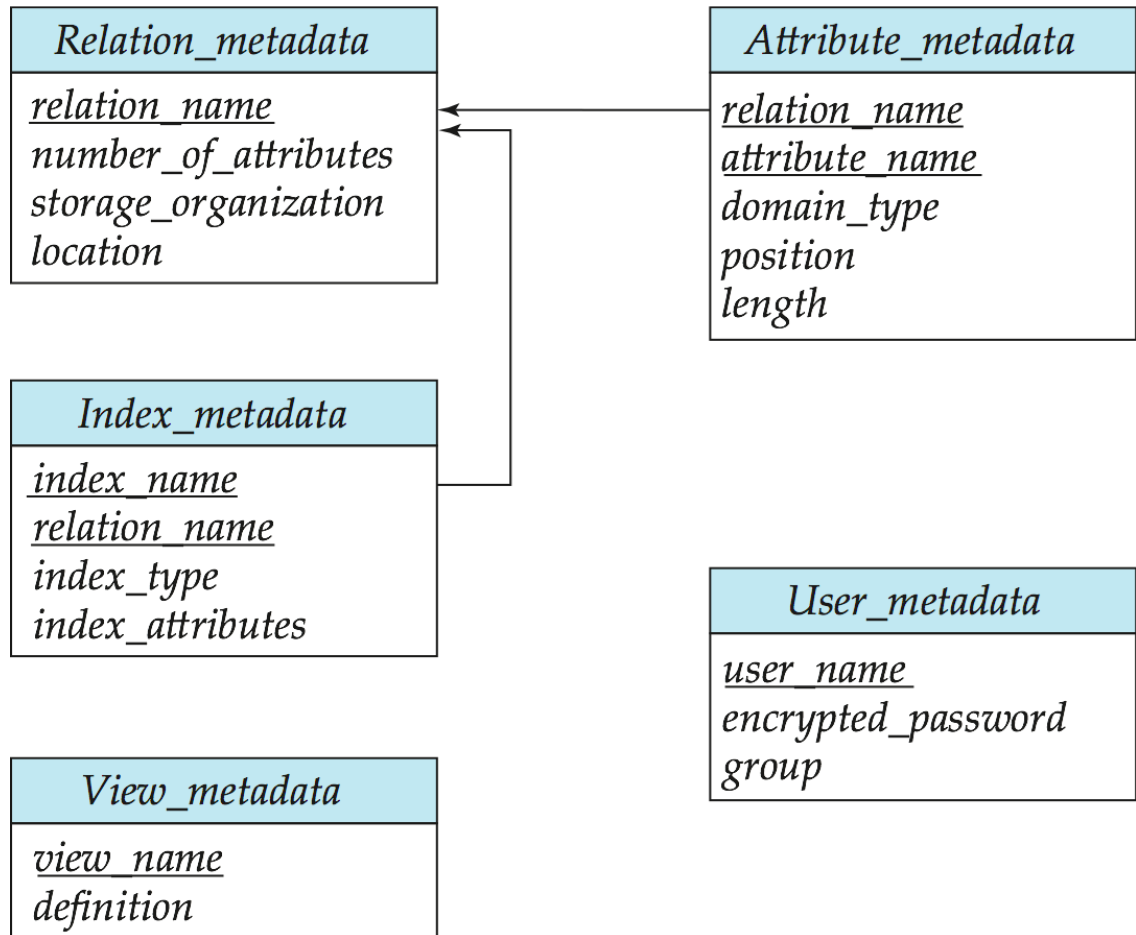 Relation_metadata
relation_name
number_of_attributes
storage_organization
location
Attribute_metadata
relation_name
attribute_name
domain_type
position
length
Index_metadata
index_name
relation_name
index_type
index_attributes
User_metadata
user_name
encrypted_password
group
View_metadata
view_name
definition